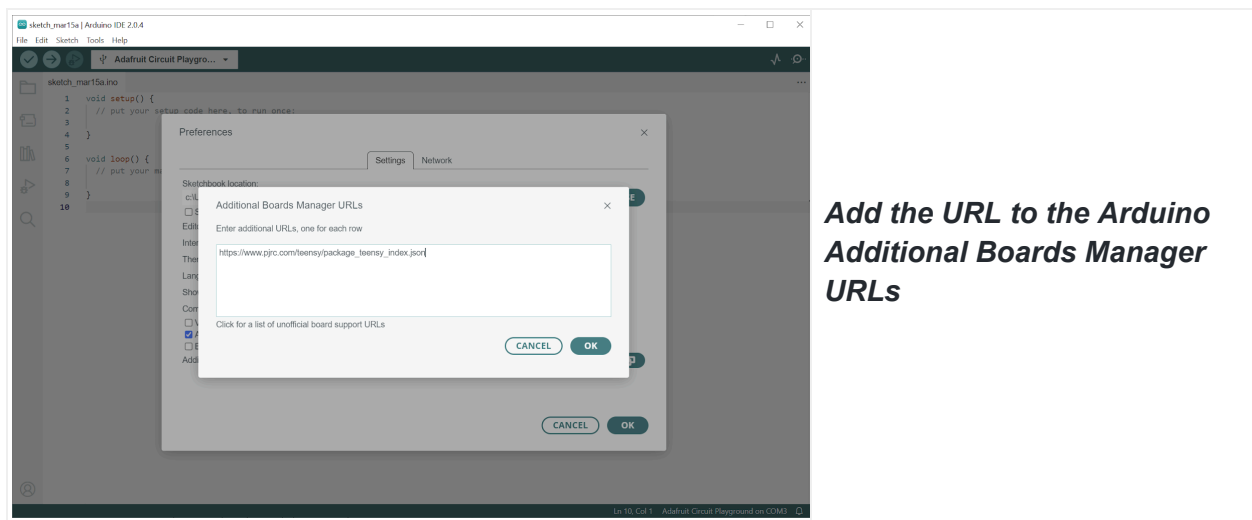 sketch_mar15a | Arduino IDE 2.0.4
File Edit Sketch Tools Help
Adafruit Circuit Playgro...
sketch_mar15a.ino
1 void setup() {
2 // put your setup code here, to run once:
3
4 }
5
6 void loop() {
7 // put your
8
9 }
10
Preferences
Settings Network
Sketchbook location:
Additional Boards Manager URLs
Enter additional URLs, one for each row
https://www.pjrc.com/teensy/package_teensy_index.json
Click for a list of unofficial board support URLs
CANCEL OK
CANCEL OK
Ln 10, Col 1 Adafruit Circuit Playground on COM3
Add the URL to the Arduino
Additional Boards Manager
URLs